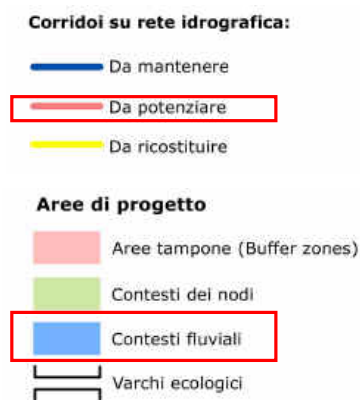 Corridoi su rete idrografica:
Da mantenere
Da potenziare
Da ricostituire
Aree di progetto
Aree tampone (Buffer zones)
Contesti dei nodi
Contesti fluviali
Varchi ecologici